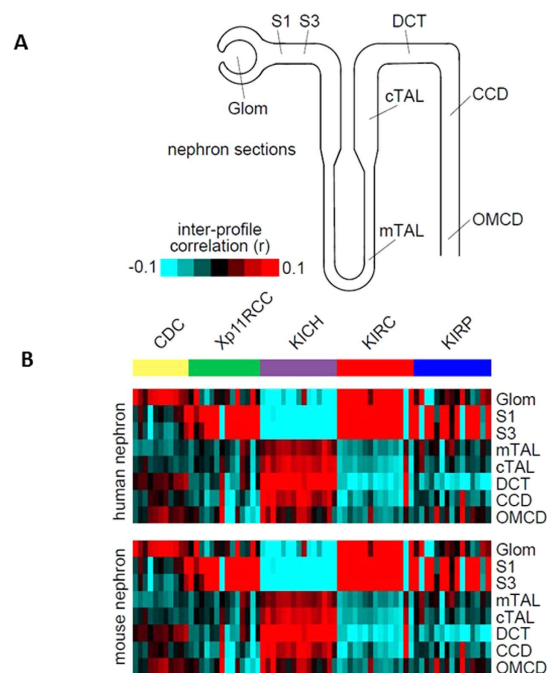 A
S1 S3 DCT
Glom
cTAL CCD
nephron sections
mTAL OMCD
inter-profile
correlation (r)
-0.1 0.1
CDC Xp11RCC KICH KIRC KIRP
B
human nephron
Glom
S1
S3
mTAL
cTAL
DCT
CCD
OMCD
mouse nephron
Glom
S1
S3
mTAL
cTAL
DCT
CCD
OMCD